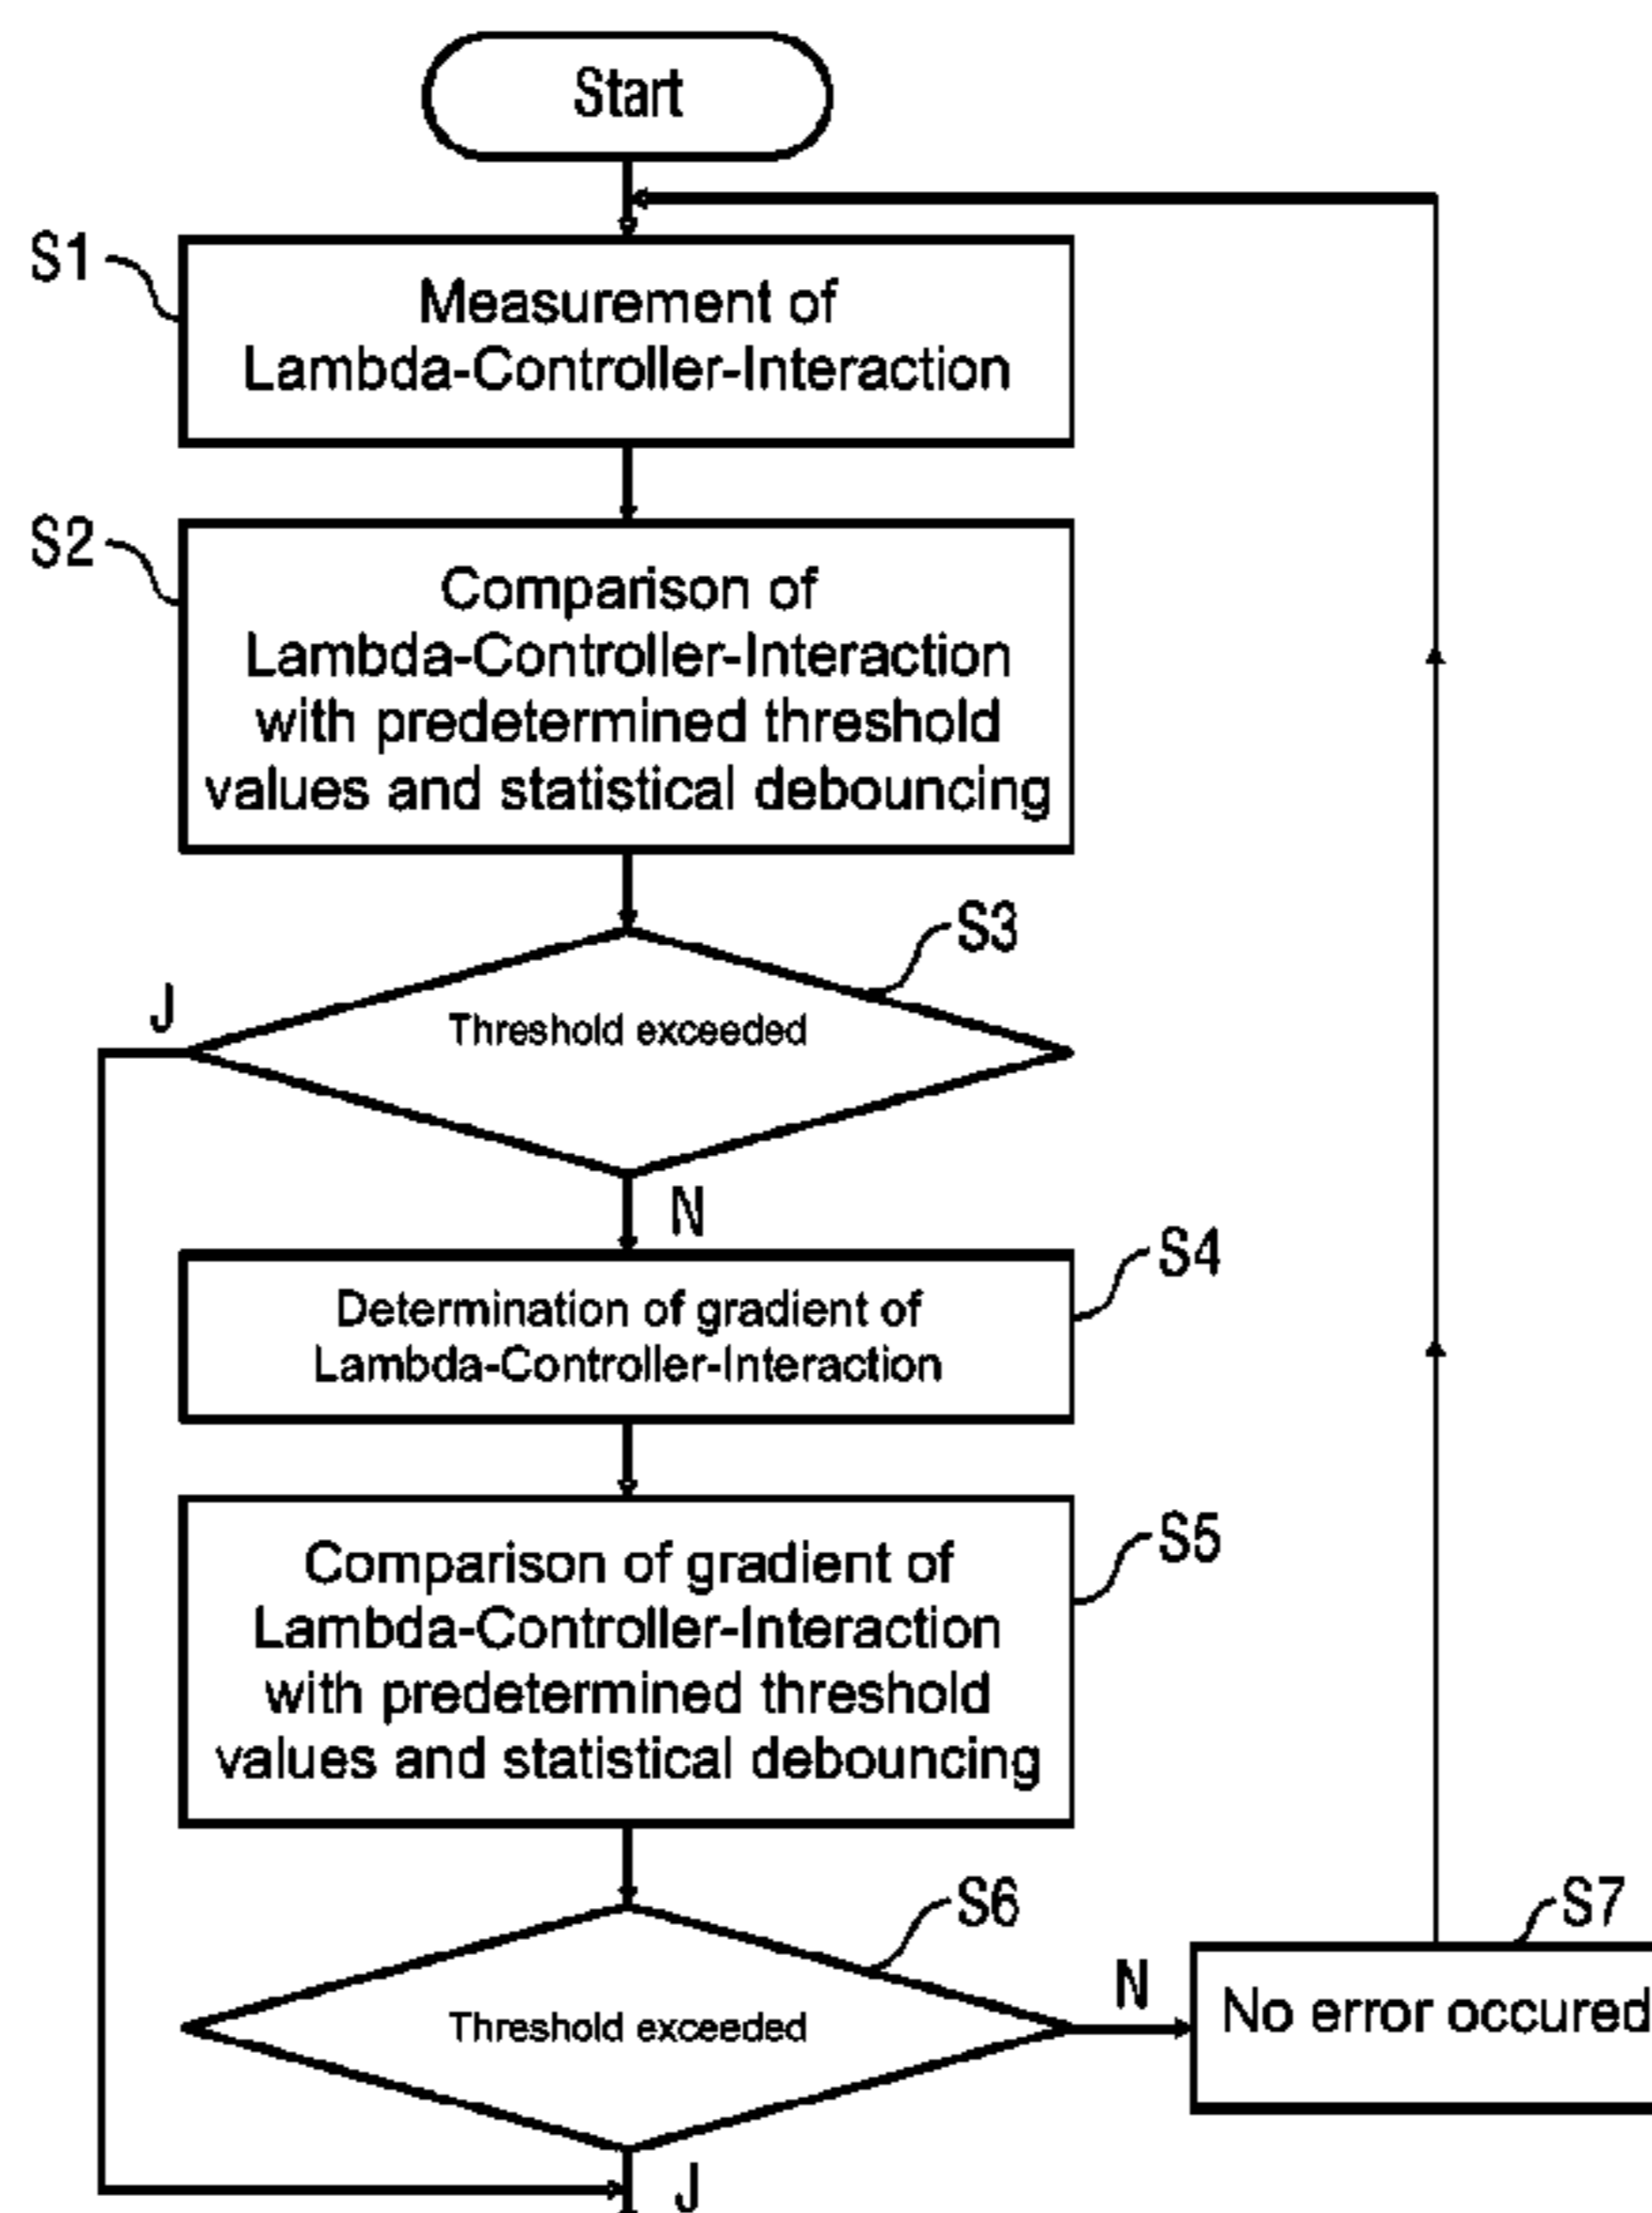 Start
S1
Measurement of
Lambda-Controller-Interaction
S2
Comparison of
Lambda-Controller-Interaction
with predetermined threshold
values and statistical debouncing
S3
J
Threshold exceeded
N
S4
Determination of gradient of
Lambda-Controller-Interaction
S5
Comparison of gradient of
Lambda-Controller-Interaction
with predetermined threshold
values and statistical debouncing
S6
S7
N
Threshold exceeded
No error occured
J